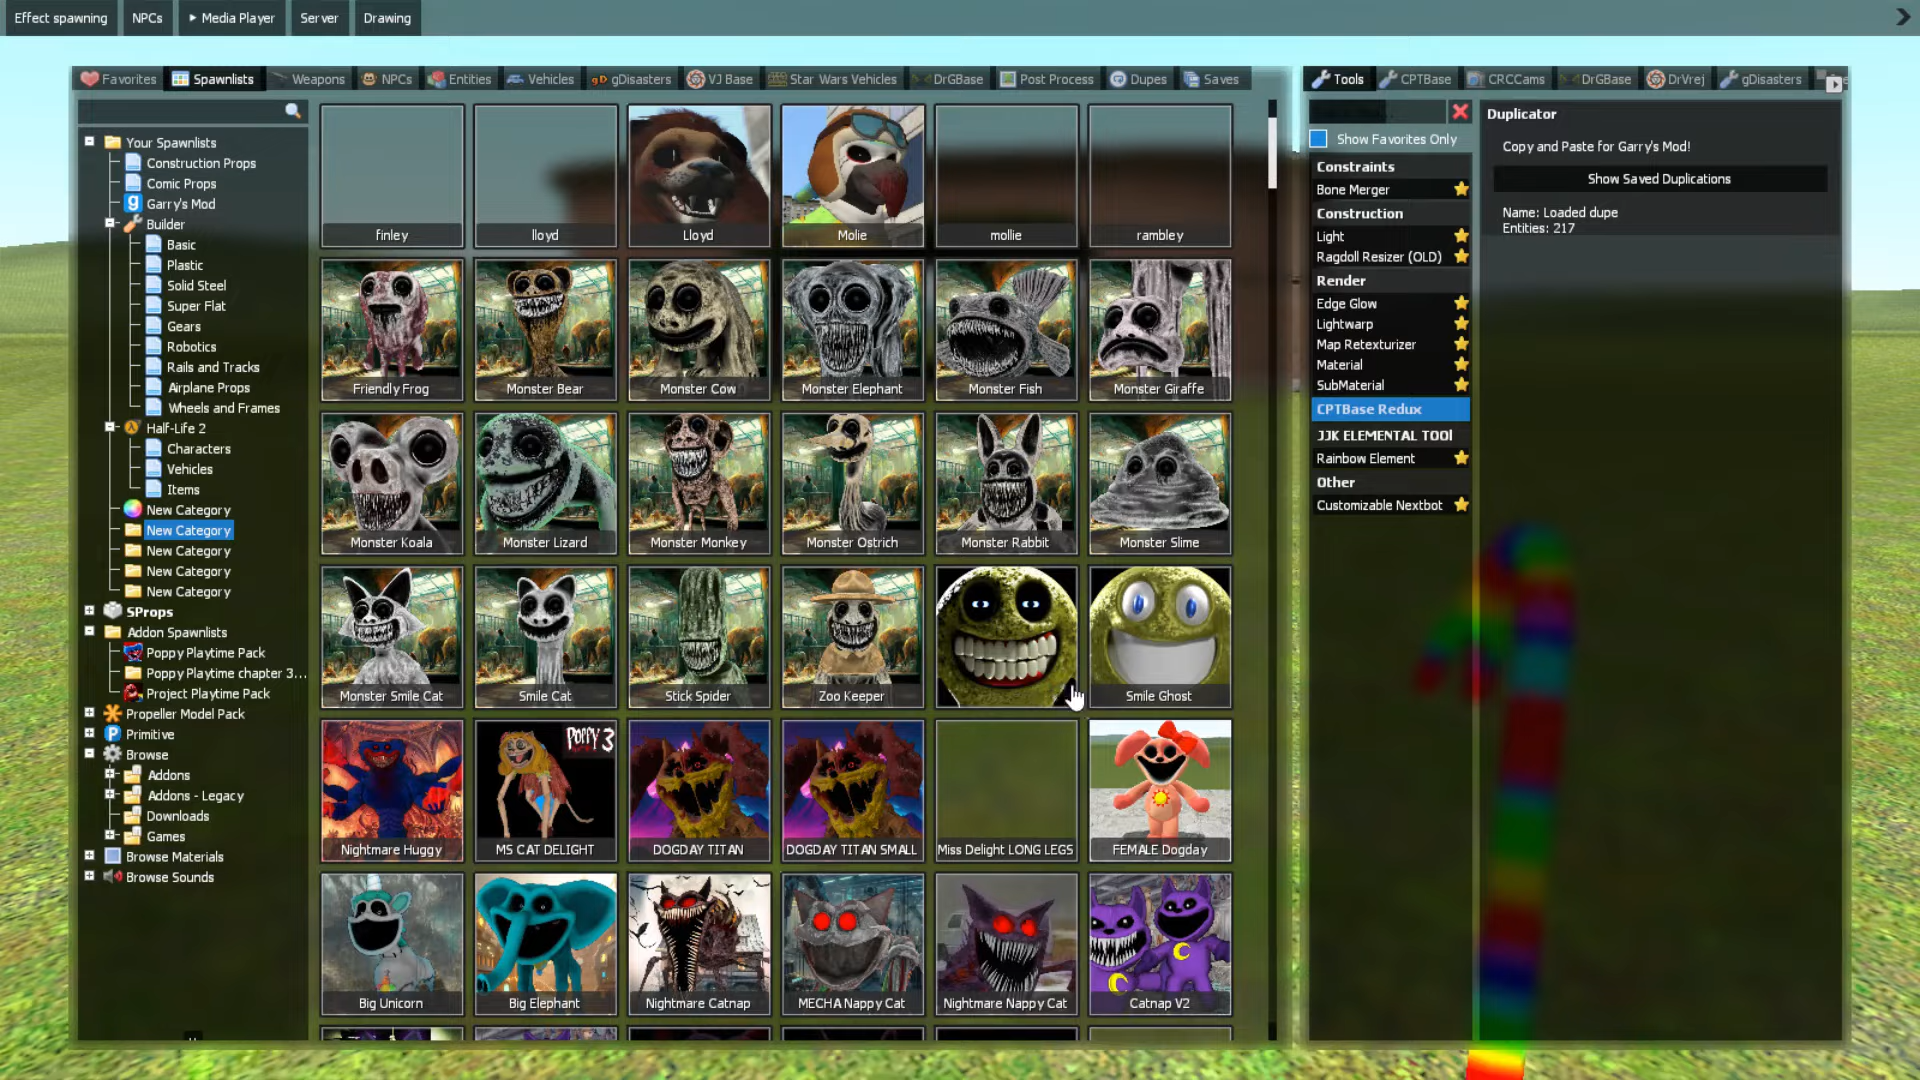 Effect spawning
NPCs
Media Player
Server
Drawing
Favorites
Spawnlists
Weapons
NPCs
Entities
Vehicles
gDisasters
VJ Base
Star Wars Vehicles
DrGBase
Post Process
Dupes
Saves
Your Spawnlists
Construction Props
Comic Props
Garry's Mod
Builder
Basic
Plastic
Solid Steel
Super Flat
Gears
Robotics
Rails and Tracks
Airplane Props
Wheels and Frames
Half-Life 2
Characters
Vehicles
Items
New Category
New Category
New Category
New Category
New Category
SProps
Addon Spawnlists
Poppy Playtime Pack
Poppy Playtime chapter 3...
Project Playtime Pack
Propeller Model Pack
Primitive
Browse
Addons
Addons - Legacy
Downloads
Games
Browse Materials
Browse Sounds
finley
lloyd
Lloyd
Molie
mollie
rambley
Friendly Frog
Monster Bear
Monster Cow
Monster Elephant
Monster Fish
Monster Giraffe
Monster Koala
Monster Lizard
Monster Monkey
Monster Ostrich
Monster Rabbit
Monster Slime
Monster Smile Cat
Smile Cat
Stick Spider
Zoo Keeper
Smile Ghost
POPPY 3
Nightmare Huggy
MS CAT DELIGHT
DOGDAY TITAN
DOGDAY TITAN SMALL
Miss Delight LONG LEGS
FEMALE Dogday
Big Unicorn
Big Elephant
Nightmare Catnap
MECHA Nappy Cat
Nightmare Nappy Cat
Catnap V2
Tools
CPTBase
CRCCams
DrGBase
DrVrej
gDisasters
Show Favorites Only
Constraints
Bone Merger
Construction
Light
Ragdoll Resizer (OLD)
Render
Edge Glow
Lightwarp
Map Retexturizer
Material
SubMaterial
CPTBase Redux
JJK ELEMENTAL TOOl
Rainbow Element
Other
Customizable Nextbot
Duplicator
Copy and Paste for Garry's Mod!
Show Saved Duplications
Name: Loaded dupe
Entities: 217